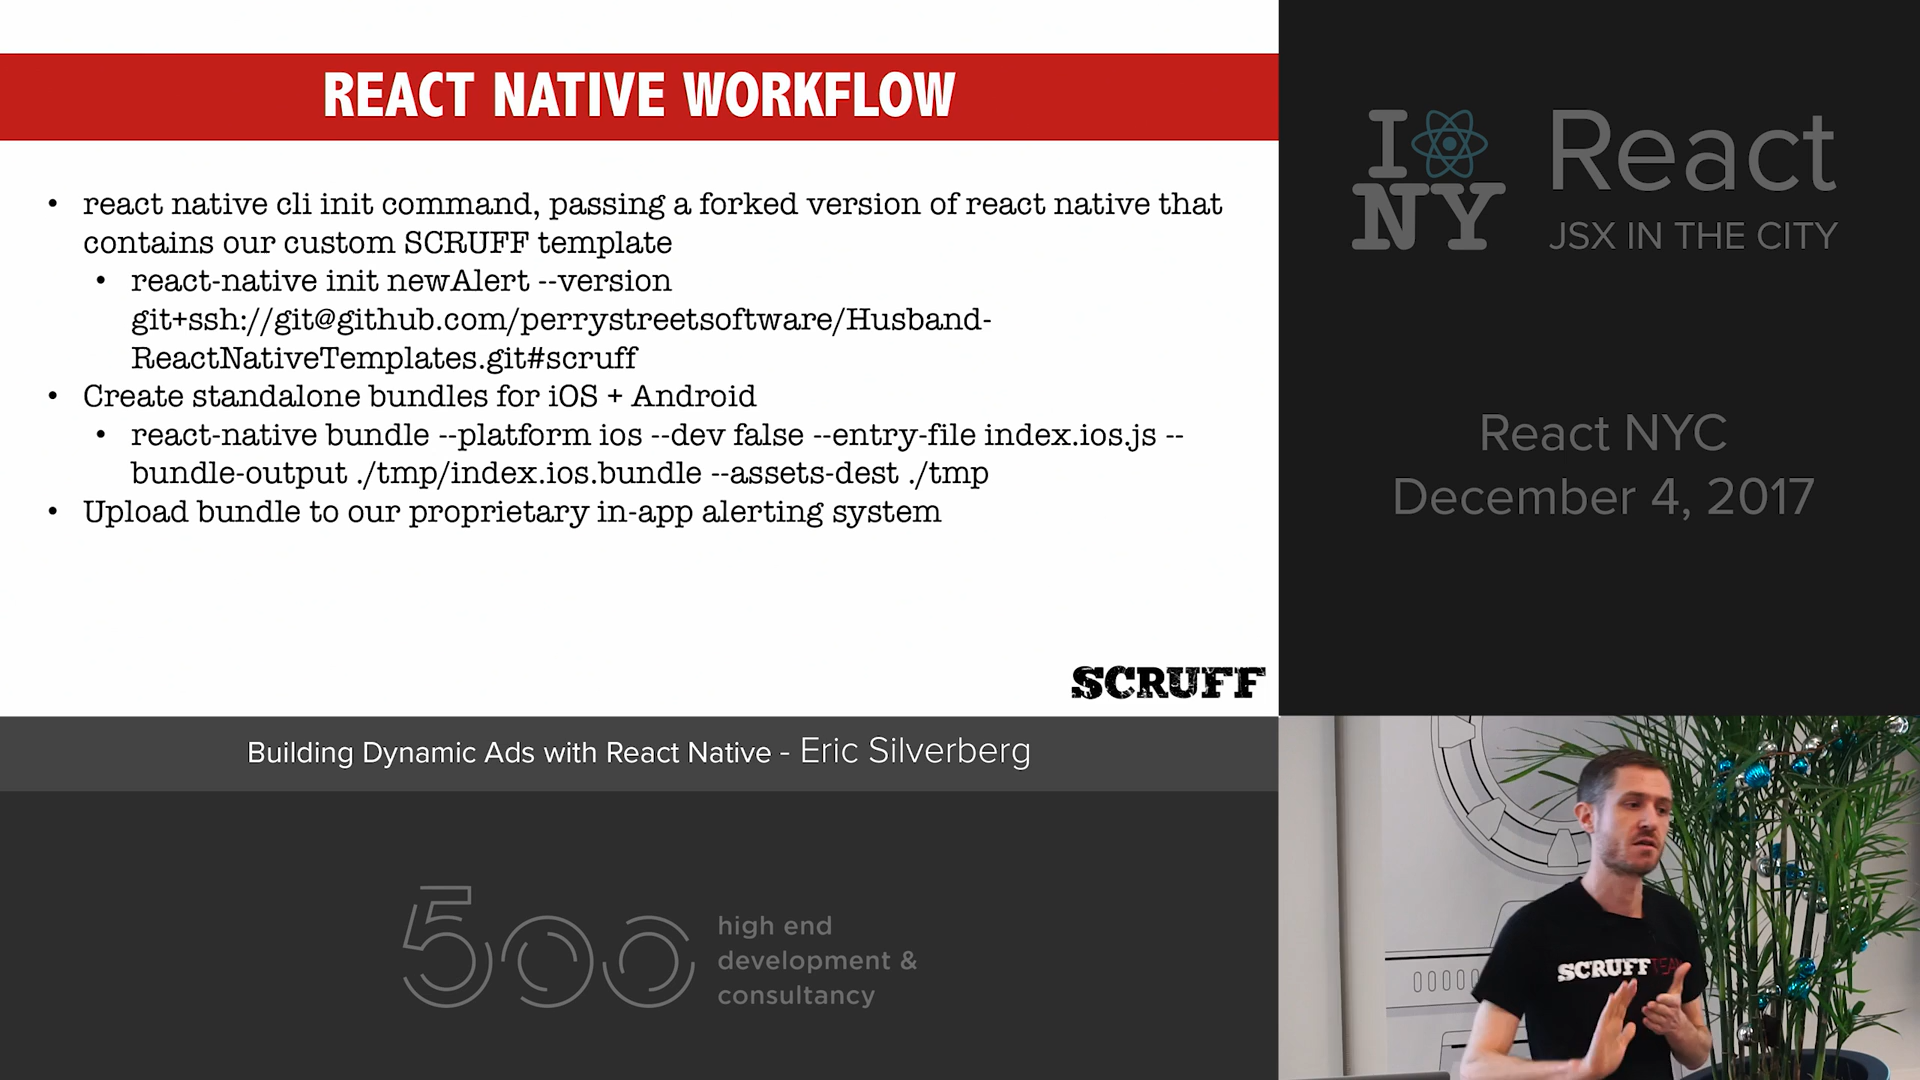 REACT NATIVE WORKFLOW
• react native cli init command, passing a forked version of react native that
contains our custom SCRUFF template
• react-native init newAlert --version
git+ssh://git@github.com/perrystreetsoftware/Husband-
ReactNativeTemplates.git#scruff
• Create standalone bundles for iOS + Android
• react-native bundle --platform ios --dev false --entry-file index.ios.js --
bundle-output ./tmp/index.ios.bundle --assets-dest ./tmp
• Upload bundle to our proprietary in-app alerting system
SCRUFF
Building Dynamic Ads with React Native - Eric Silverberg
500
high end
development &
consultancy
I
NY
React
JSX IN THE CITY
React NYC
December 4, 2017
SCRUFF